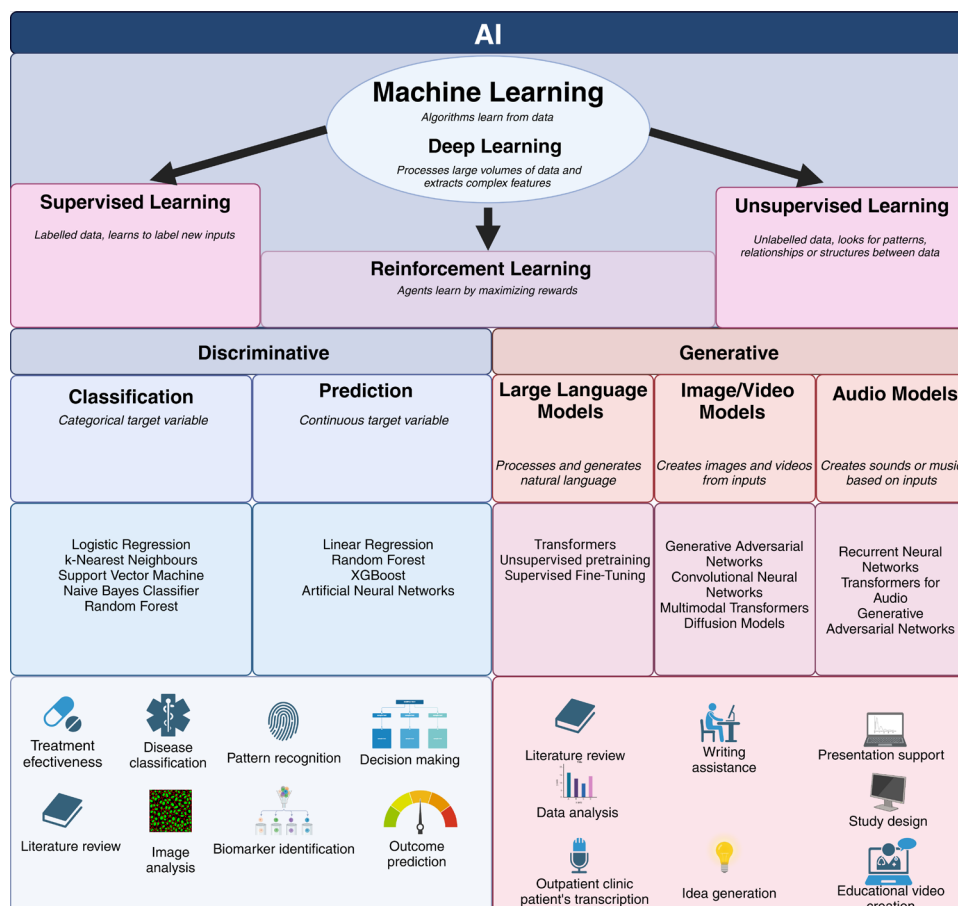 AI
Machine Learning
Algorithms learn from data
Deep Learning
Processes large volumes of data and
extracts complex features
Supervised Learning
Labelled data, learns to label new inputs
Reinforcement Learning
Agents learn by maximizing rewards
Unsupervised Learning
Unlabelled data, looks for patterns,
relationships or structures between data
Discriminative
Generative
Classification
Categorical target variable
Prediction
Continuous target variable
Large Language
Models
Processes and generates
natural language
Image/Video
Models
Creates images and videos
from inputs
Audio Models
Creates sounds or musi
based on inputs
Logistic Regression
k-Nearest Neighbours
Support Vector Machine
Naive Bayes Classifier
Random Forest
Linear Regression
Random Forest
XGBoost
Artificial Neural Networks
Transformers
Unsupervised pretraining
Supervised Fine-Tuning
Generative Adversarial
Networks
Convolutional Neural
Networks
Multimodal Transformers
Diffusion Models
Recurrent Neural
Networks
Transformers for
Audio
Generative
Adversarial Networks
Treatment
efectiveness
Disease
classification
Pattern recognition
Decision making
Literature review
Image
analysis
Biomarker identification
Outcome
prediction
Literature review
Writing
assistance
Presentation support
Data analysis
Study design
Outpatient clinic
patient's transcription
Idea generation
Educational video
creation